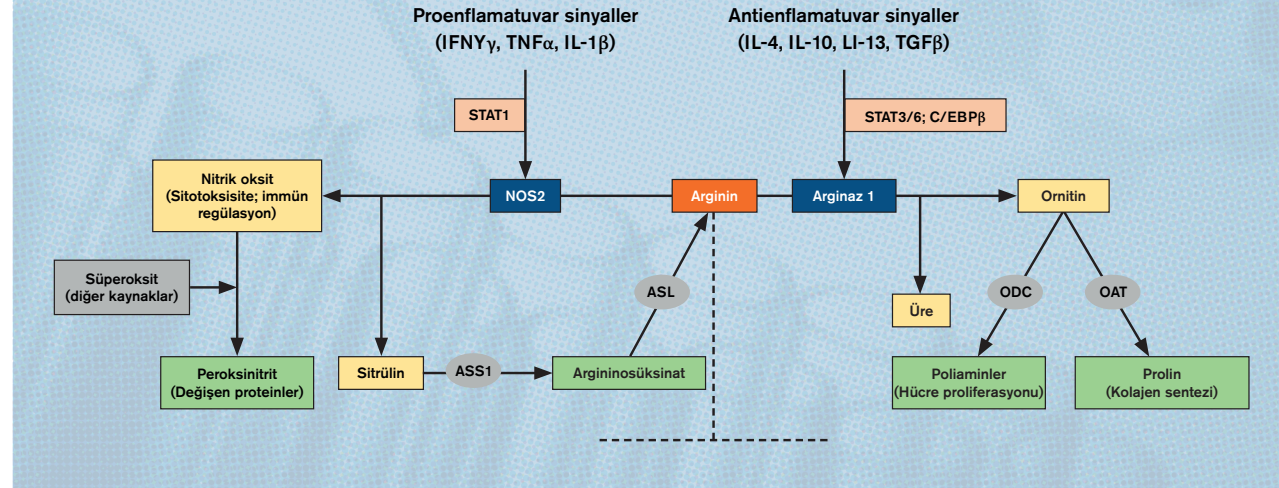 Proenflamatuvar sinyaller
(IFNYγ, TNFα, IL-1β)
Antienflamatuvar sinyaller
(IL-4, IL-10, LI-13, TGFβ)
STAT1
STAT3/6; C/EBPβ
Nitrik oksit
(Sitotoksisite; immün
regülasyon)
NOS2
Arginin
Arginaz 1
Ornitin
Süperoksit
(diğer kaynaklar)
ASL
ODC
OAT
Üre
Peroksinitrit
(Değişen proteinler)
Sitrülin
ASS1
Argininosüksinat
Poliaminler
(Hücre proliferasyonu)
Prolin
(Kolajen sentezi)